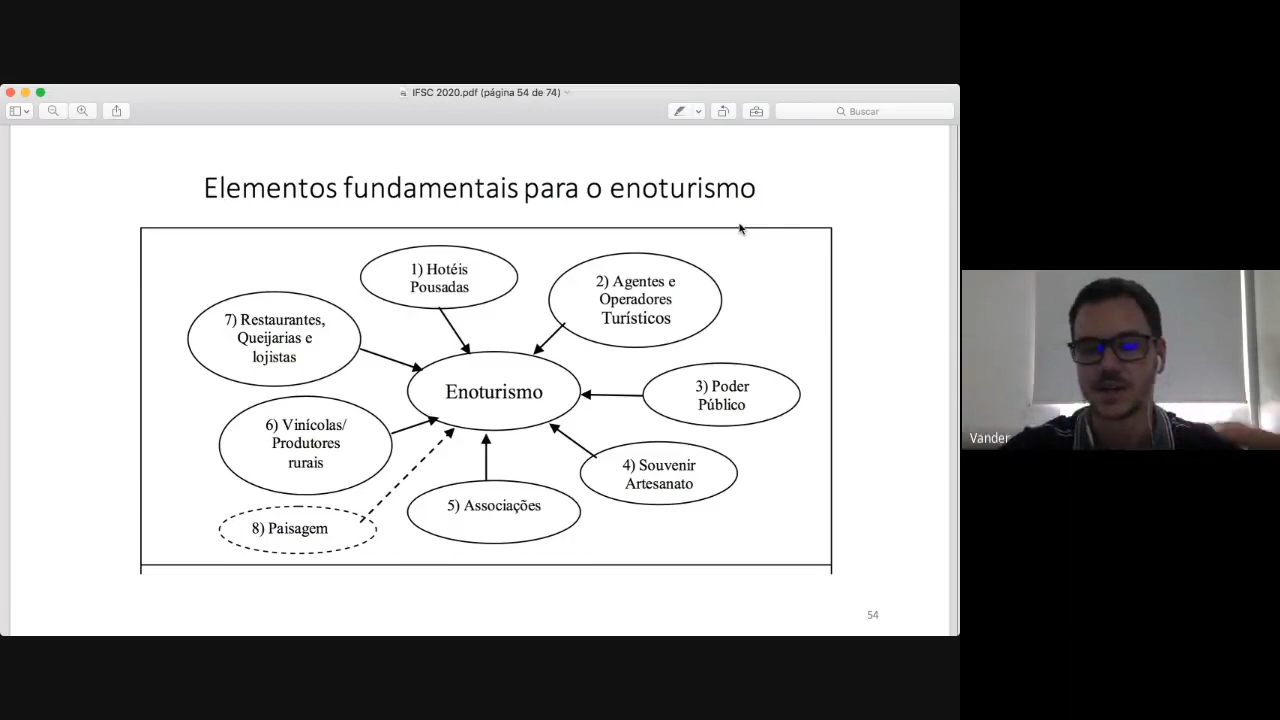 IFSC 2020.pdf (página 54 de 74)
Buscar
Elementos fundamentais para o enoturismo
1) Hotéis
Pousadas
2) Agentes e
Operadores
Turísticos
7) Restaurantes,
Queijarias e
lojistas
Enoturismo
3) Poder
Público
6) Vinícolas/
Produtores
rurais
4) Souvenir
Artesanato
5) Associações
8) Paisagem
54
Vander